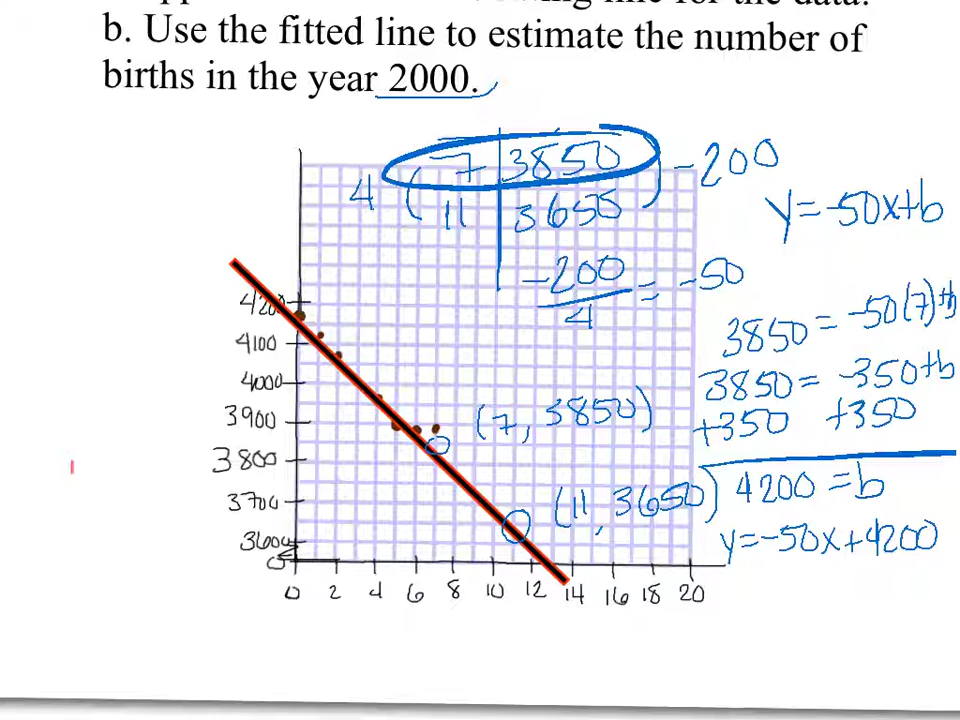 b. Use the fitted line to estimate the number of
births in the year 2000.
7 3850
4 11 3650 -200
-200/4 = -50
y=-50x+b
3850 = -50(7)+b
3850 = -350+b
+350 +350
4200 = b
y=-50x+4200
(7, 3850)
(11, 3650)
4200
4100
4000
3900
3800
3700
3600
0
0 2 4 6 8 10 12 14 16 18 20